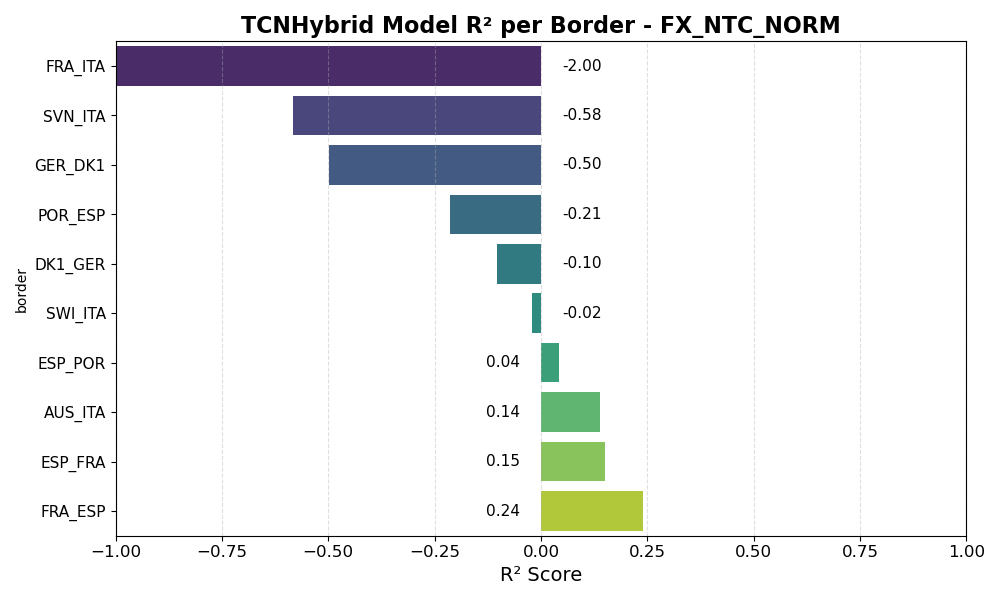 TCNHybrid Model R² per Border - FX_NTC_NORM
FRA_ITA -2.00
SVN_ITA -0.58
GER_DK1 -0.50
POR_ESP -0.21
DK1_GER -0.10
SWI_ITA -0.02
ESP_POR 0.04
AUS_ITA 0.14
ESP_FRA 0.15
FRA_ESP 0.24
border
−1.00 −0.75 −0.50 −0.25 0.00 0.25 0.50 0.75 1.00
R² Score